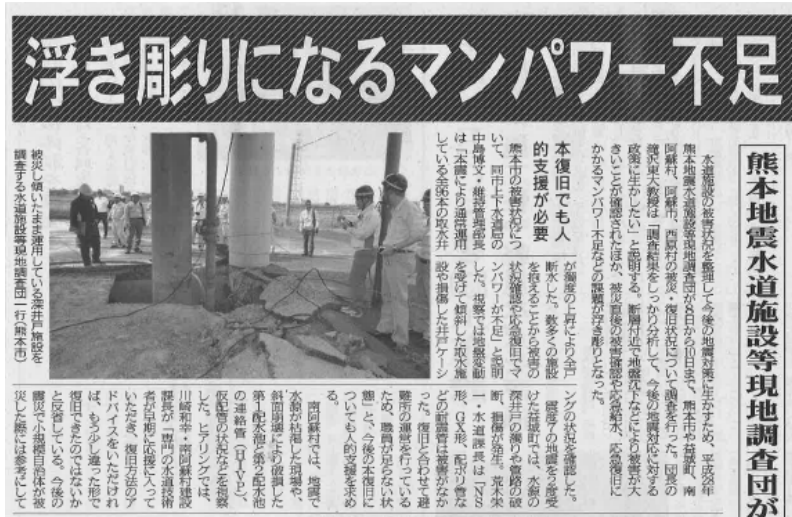 浮き彫りになるマンパワー不足
熊本地震水道施設等現地調査団が
水道施設の被害状況を整理して今後の地震対策に生かすため、平成28年
熊本地震水道施設等現地調査団が8日から10日まで、熊本市や益城町、南
阿蘇村、阿蘇市、西原村の被災・復旧状況について調査を行った。団長の
滝沢東大教授は「調査結果をしっかり分析して、今後の地震対応に対する
政策に生かしたい」と説明する。断層付近で地盤沈下などにより被害が大
きいことが確認されたほか、被災直後の被害確認や応急給水、応急復旧に
かかるマンパワー不足などの課題が浮き彫りとなった。
本復旧でも人
的支援が必要
熊本市の被害状況につ
いて、同市上下水道局の
中島博文・維持管理部長
は「本震により通常運用
している全96本の取水井
が濁度の上昇により全戸
断水した。数多くの施設
を抱えることから被害の
状況確認や応急復旧でマ
ンパワーが不足」と説明
した。視察では地盤変動
を受けて傾斜した取水施
設や損傷した井戸ケーシ
ングの状況を確認した。
震度7の地震を2度受
けた益城町では、水源の
深井戸の濁りや管路の破
断、損傷が発生。荒木栄
一・水道課長は「NS
形、GX形、配ポリ管な
どの耐震管は被害がなか
った。復旧と合わせて避
難所の運営を行っている
ため、職員が足らない状
態」と、今後の本復旧に
ついても人的支援を求め
る。
南阿蘇村では、地震で
水源が枯渇した現場や、
斜面崩壊により破損した
第1配水池と第2配水池
の連絡管（HIVP）、
仮配管の状況などを視察
した。ヒアリングでは、
川崎和幸・南阿蘇村建設
課長が「専門の水道技術
者が早期に応援に入って
いただき、復旧方法のア
ドバイスをいただけれ
ば、もう少し違った形で
復旧できたのではないか
と反省している。今後の
震災で小規模自治体が被
災した際には参考にして
被災し傾いたまま運用している深井戸施設を
調査する水道施設等現地調査団一行（熊本市）